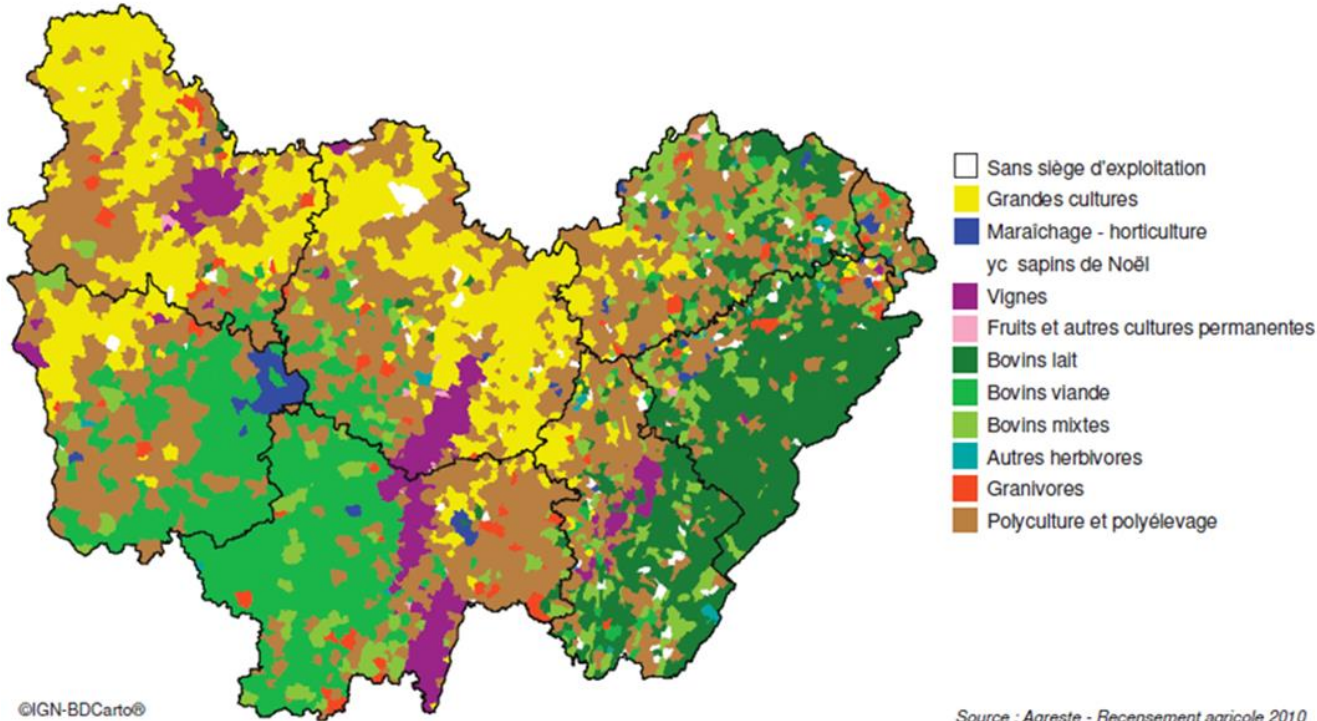 Sans siège d'exploitation
Grandes cultures
Maraîchage - horticulture
yc sapins de Noël
Vignes
Fruits et autres cultures permanentes
Bovins lait
Bovins viande
Bovins mixtes
Autres herbivores
Granivores
Polyculture et polyélevage
©IGN-BDCarto®
Source : Agreste - Recensement agricole 2010